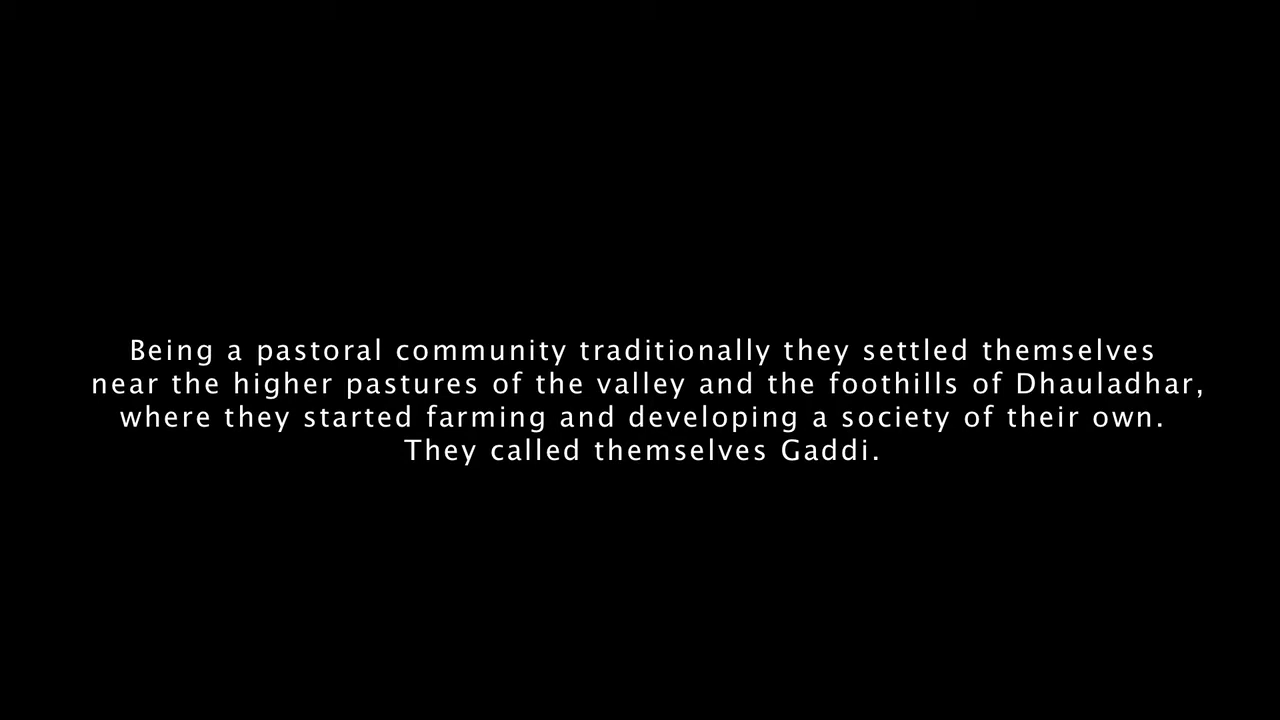 Being a pastoral community traditionally they settled themselves
near the higher pastures of the valley and the foothills of Dhauladhar,
where they started farming and developing a society of their own.
They called themselves Gaddi.